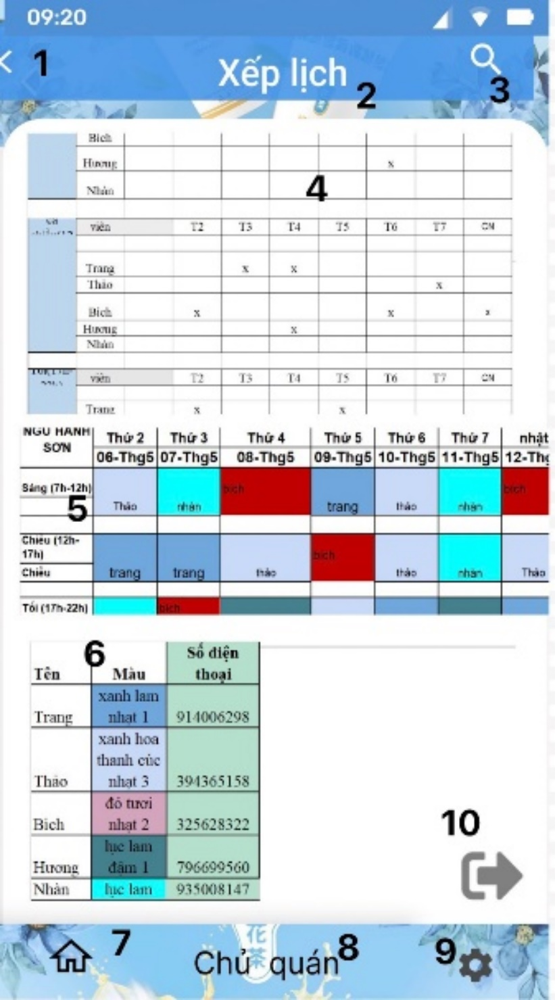 09:20
1
Xếp lịch
2
3
Bích
Hương x
4
Nhàn
viên T2 T3 T4 T5 T6 T7 CN
Trang x x
Thảo x
Bích x x x
Hương x
Nhàn
viên T2 T3 T4 T5 T6 T7 CN
Trang x x
NGŨ HÀNH
SƠN
Thứ 2 Thứ 3 Thứ 4 Thứ 5 Thứ 6 Thứ 7 nhật
06-Thg5 07-Thg5 08-Thg5 09-Thg5 10-Thg5 11-Thg5 12-Thg
Sáng (7h-12h) bích bích
5 Thảo nhàn trang thảo nhàn
Chiều (12h-
17h) bích
Chiều trang trang thảo thảo nhàn Thảo
Tối (17h-22h) bích
6
Tên Màu Số điện
thoại
xanh lam
Trang nhạt 1 914006298
xanh hoa
thanh cúc
Thảo nhạt 3 394365158
đỏ tươi
Bích nhạt 2 325628322
lục lam
Hương đậm 1 796699560
Nhàn lục lam 935008147
10
7
花
茶
Chủ quán
8
9